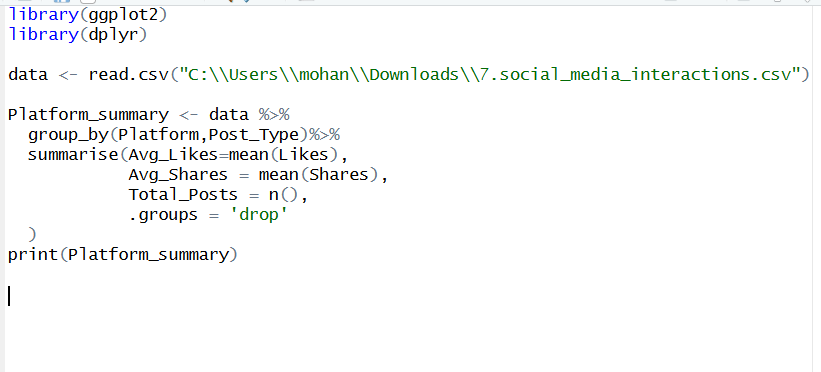 library(ggplot2)
library(dplyr)
data <- read.csv("C:\\Users\\mohan\\Downloads\\7.social_media_interactions.csv")
Platform_summary <- data %>%
  group_by(Platform,Post_Type)%>%
  summarise(Avg_Likes=mean(Likes),
            Avg_Shares = mean(Shares),
            Total_Posts = n(),
            .groups = 'drop'
  )
print(Platform_summary)